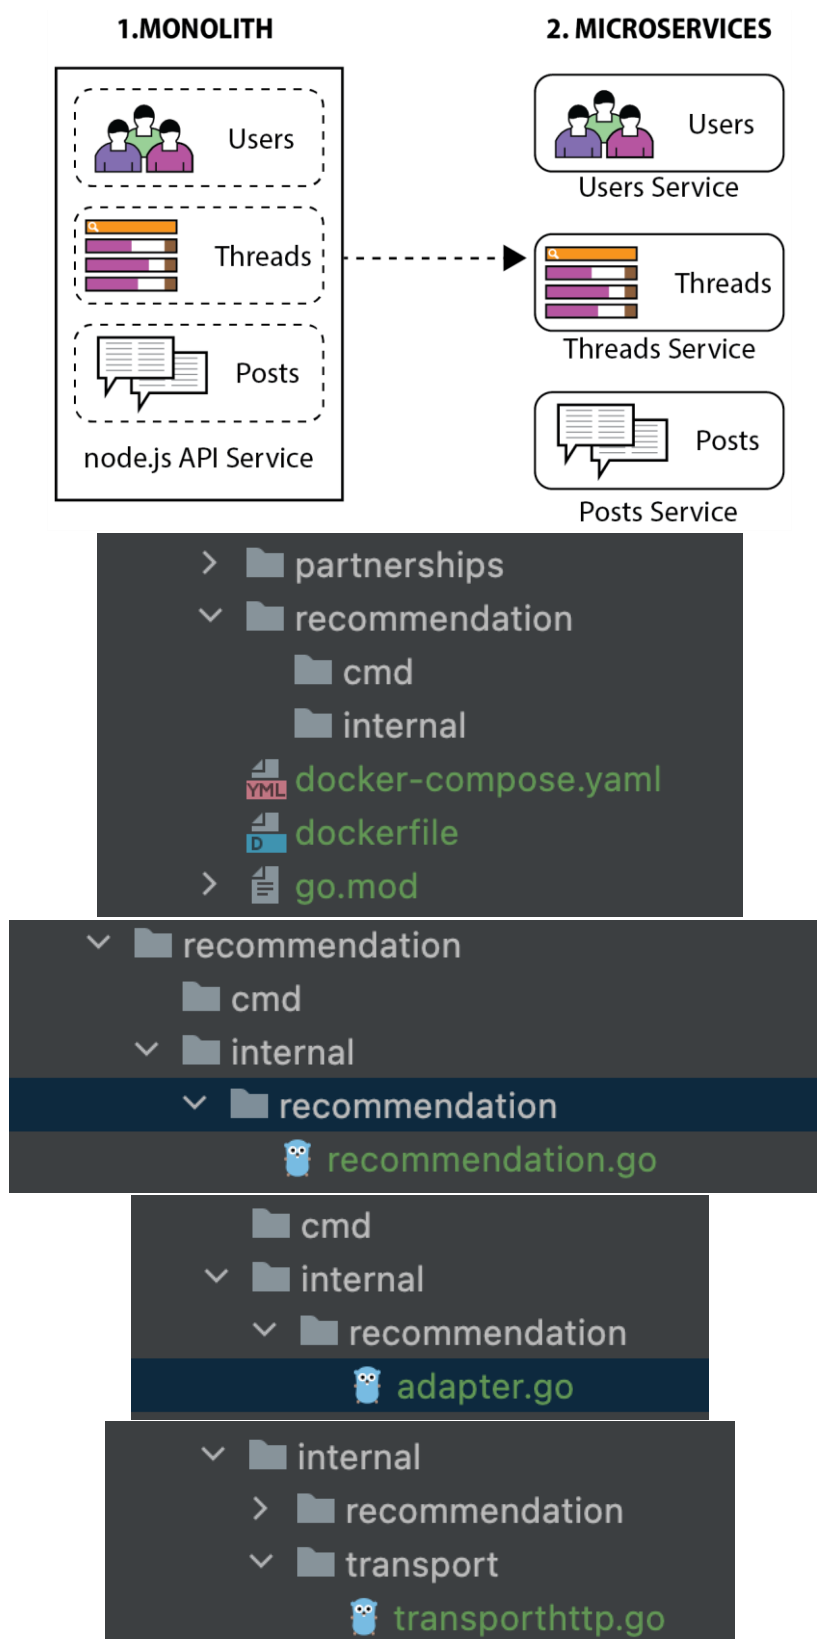 1.MONOLITH
2. MICROSERVICES
Users
Threads
Posts
node.js API Service
Users
Users Service
Threads
Threads Service
Posts
Posts Service
partnerships
recommendation
cmd
internal
YML docker-compose.yaml
D dockerfile
go.mod
recommendation
cmd
internal
recommendation
recommendation.go
cmd
internal
recommendation
adapter.go
internal
recommendation
transport
transporthttp.go